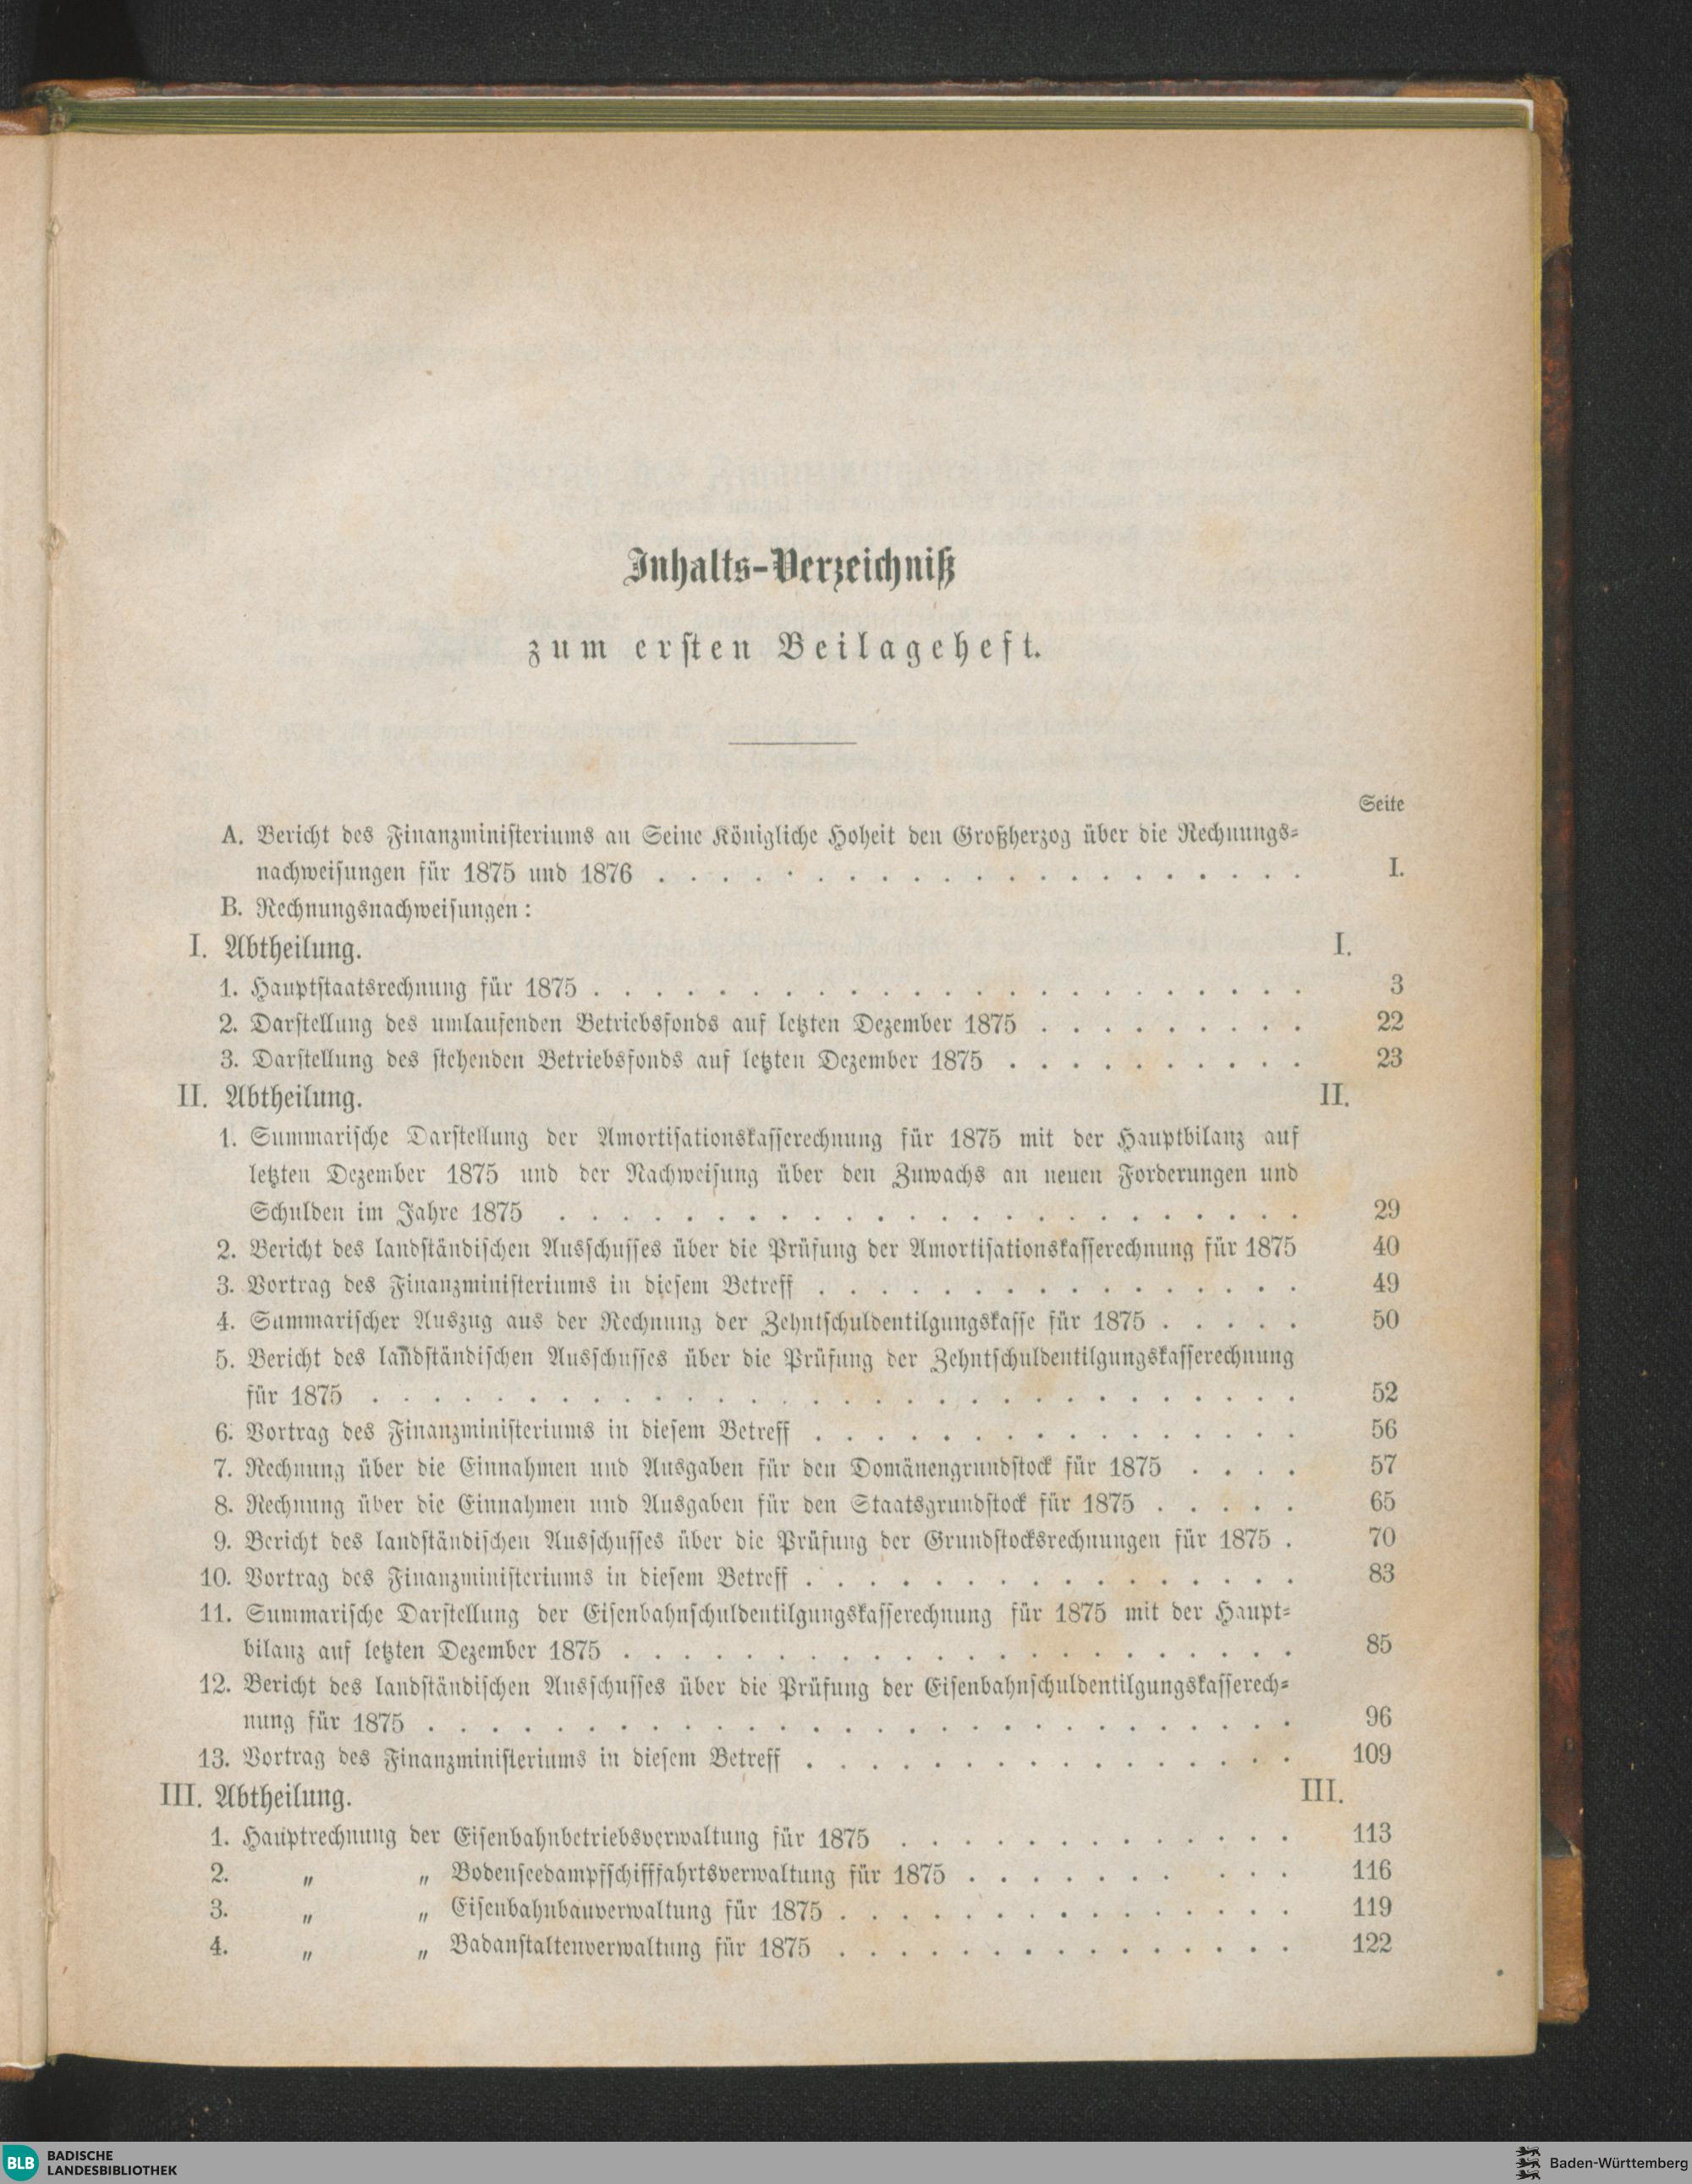 Inhalts-Verzeichniß
zum ersten Beilageheft.
Seite
A. Bericht des Finanzministeriums an Seine Königliche Hoheit den Großherzog über die Rechnungs-
nachweisungen für 1875 und 1876 . . . . . . . . . . . . . . . . . . . . . I.
B. Rechnungsnachweisungen:
I. Abtheilung. I.
1. Hauptstaatsrechnung für 1875 . . . . . . . . . . . . . . . . . . . . . . . 3
2. Darstellung des umlaufenden Betriebsfonds auf letzten Dezember 1875 . . . . . . . . . 22
3. Darstellung des stehenden Betriebsfonds auf letzten Dezember 1875 . . . . . . . . . . 23
II. Abtheilung. II.
1. Summarische Darstellung der Amortisationskasserechnung für 1875 mit der Hauptbilanz auf
letzten Dezember 1875 und der Nachweisung über den Zuwachs an neuen Forderungen und
Schulden im Jahre 1875 . . . . . . . . . . . . . . . . . . . . . . . . 29
2. Bericht des landständischen Ausschusses über die Prüfung der Amortisationskasserechnung für 1875 40
3. Vortrag des Finanzministeriums in diesem Betreff . . . . . . . . . . . . . . . . 49
4. Summarischer Auszug aus der Rechnung der Zehntschuldentilgungskasse für 1875 . . . . . 50
5. Bericht des landständischen Ausschusses über die Prüfung der Zehntschuldentilgungskasserechnung
für 1875 . . . . . . . . . . . . . . . . . . . . . . . . . . . . . . 52
6. Vortrag des Finanzministeriums in diesem Betreff . . . . . . . . . . . . . . . . 56
7. Rechnung über die Einnahmen und Ausgaben für den Domänengrundstock für 1875 . . . . 57
8. Rechnung über die Einnahmen und Ausgaben für den Staatsgrundstock für 1875 . . . . . 65
9. Bericht des landständischen Ausschusses über die Prüfung der Grundstocksrechnungen für 1875 . 70
10. Vortrag des Finanzministeriums in diesem Betreff . . . . . . . . . . . . . . . . 83
11. Summarische Darstellung der Eisenbahnschuldentilgungskasserechnung für 1875 mit der Haupt-
bilanz auf letzten Dezember 1875 . . . . . . . . . . . . . . . . . . . . . . 85
12. Bericht des landständischen Ausschusses über die Prüfung der Eisenbahnschuldentilgungskasserech-
nung für 1875 . . . . . . . . . . . . . . . . . . . . . . . . . . . . 96
13. Vortrag des Finanzministeriums in diesem Betreff . . . . . . . . . . . . . . . . 109
III. Abtheilung. III.
1. Hauptrechnung der Eisenbahnbetriebsverwaltung für 1875 . . . . . . . . . . . . . 113
2. " " Bodenseedampfschifffahrtsverwaltung für 1875 . . . . . . . . . . 116
3. " " Eisenbahnbauverwaltung für 1875 . . . . . . . . . . . . . . . 119
4. " " Badanstaltenverwaltung für 1875 . . . . . . . . . . . . . . . 122
BLB BADISCHE
LANDESBIBLIOTHEK
Baden-Württemberg